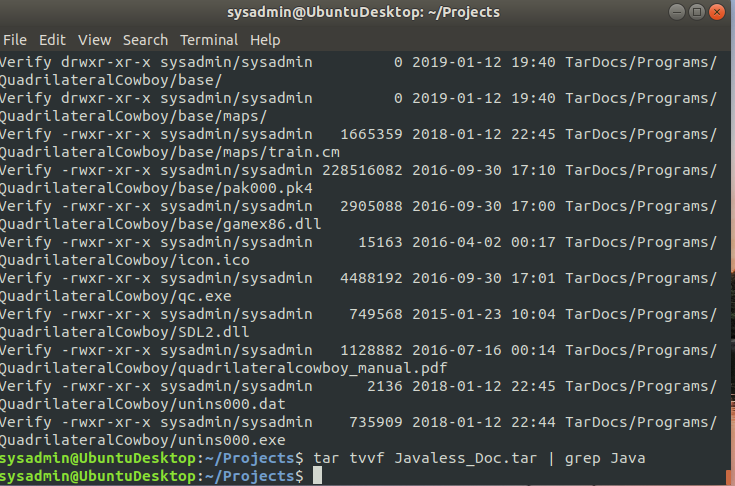 sysadmin@UbuntuDesktop: ~/Projects
File Edit View Search Terminal Help
Verify drwxr-xr-x sysadmin/sysadmin         0 2019-01-12 19:40 TarDocs/Programs/
QuadrilateralCowboy/base/
Verify drwxr-xr-x sysadmin/sysadmin         0 2019-01-12 19:40 TarDocs/Programs/
QuadrilateralCowboy/base/maps/
Verify -rwxr-xr-x sysadmin/sysadmin   1665359 2018-01-12 22:45 TarDocs/Programs/
QuadrilateralCowboy/base/maps/train.cm
Verify -rwxr-xr-x sysadmin/sysadmin 228516082 2016-09-30 17:10 TarDocs/Programs/
QuadrilateralCowboy/base/pak000.pk4
Verify -rwxr-xr-x sysadmin/sysadmin   2905088 2016-09-30 17:00 TarDocs/Programs/
QuadrilateralCowboy/base/gamex86.dll
Verify -rwxr-xr-x sysadmin/sysadmin     15163 2016-04-02 00:17 TarDocs/Programs/
QuadrilateralCowboy/icon.ico
Verify -rwxr-xr-x sysadmin/sysadmin   4488192 2016-09-30 17:01 TarDocs/Programs/
QuadrilateralCowboy/qc.exe
Verify -rwxr-xr-x sysadmin/sysadmin    749568 2015-01-23 10:04 TarDocs/Programs/
QuadrilateralCowboy/SDL2.dll
Verify -rwxr-xr-x sysadmin/sysadmin   1128882 2016-07-16 00:14 TarDocs/Programs/
QuadrilateralCowboy/quadrilateralcowboy_manual.pdf
Verify -rwxr-xr-x sysadmin/sysadmin      2136 2018-01-12 22:45 TarDocs/Programs/
QuadrilateralCowboy/unins000.dat
Verify -rwxr-xr-x sysadmin/sysadmin    735909 2018-01-12 22:44 TarDocs/Programs/
QuadrilateralCowboy/unins000.exe
sysadmin@UbuntuDesktop:~/Projects$ tar tvvf Javaless_Doc.tar | grep Java
sysadmin@UbuntuDesktop:~/Projects$